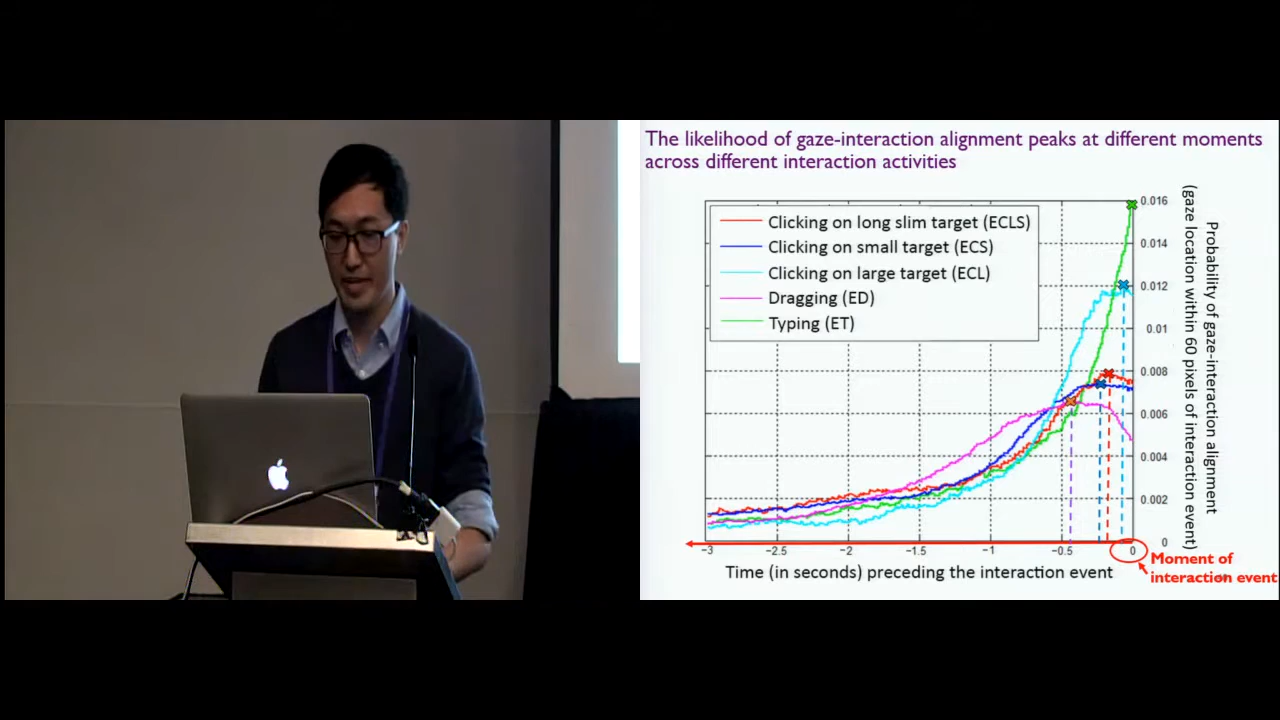 The likelihood of gaze-interaction alignment peaks at different moments
across different interaction activities
Clicking on long slim target (ECLS)
Clicking on small target (ECS)
Clicking on large target (ECL)
Dragging (ED)
Typing (ET)
0.016
0.014
0.012
0.01
0.008
0.006
0.004
0.002
0
Probability of gaze-interaction alignment
(gaze location within 60 pixels of interaction event)
−3 −2.5 −2 −1.5 −1 −0.5 0
Time (in seconds) preceding the interaction event
Moment of
interaction event